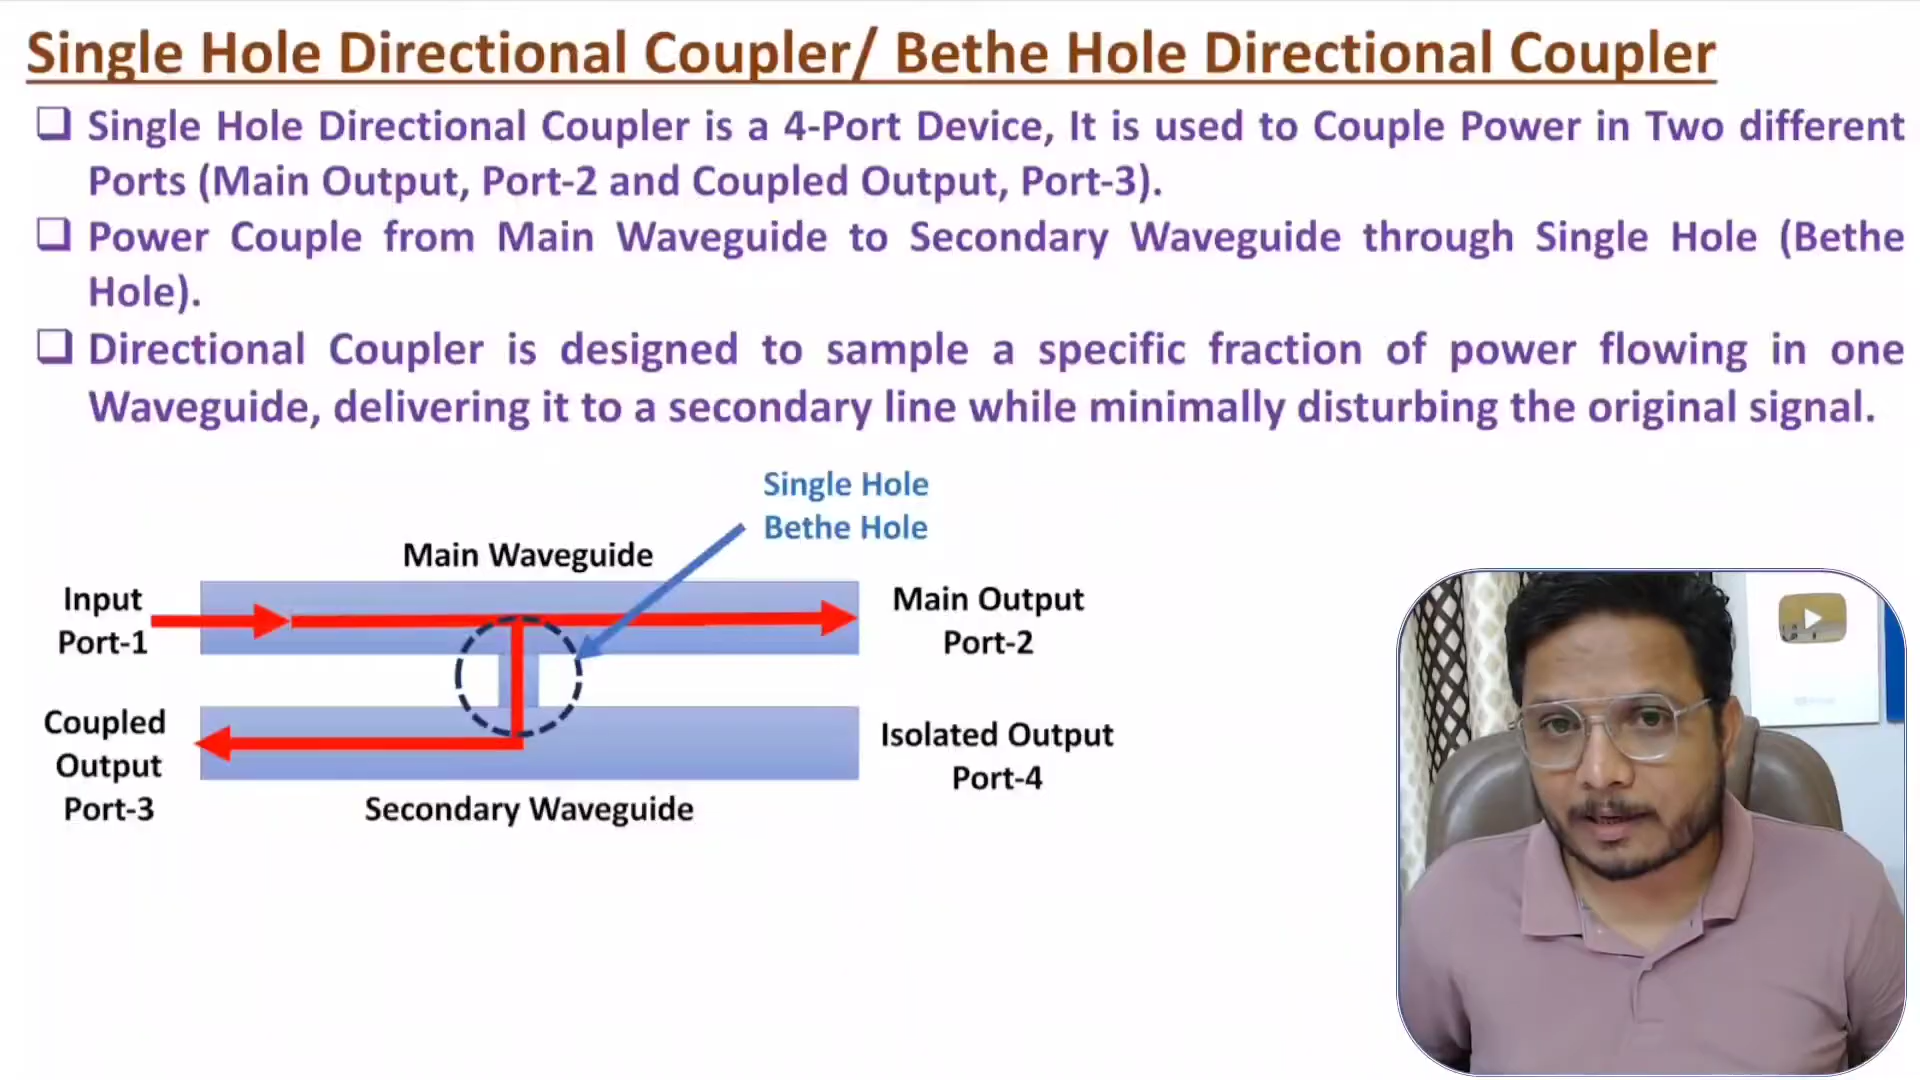 Single Hole Directional Coupler/ Bethe Hole Directional Coupler
Single Hole Directional Coupler is a 4-Port Device, It is used to Couple Power in Two different
Ports (Main Output, Port-2 and Coupled Output, Port-3).
Power Couple from Main Waveguide to Secondary Waveguide through Single Hole (Bethe
Hole).
Directional Coupler is designed to sample a specific fraction of power flowing in one
Waveguide, delivering it to a secondary line while minimally disturbing the original signal.
Single Hole
Bethe Hole
Main Waveguide
Input
Port-1
Main Output
Port-2
Coupled
Output
Port-3
Isolated Output
Port-4
Secondary Waveguide